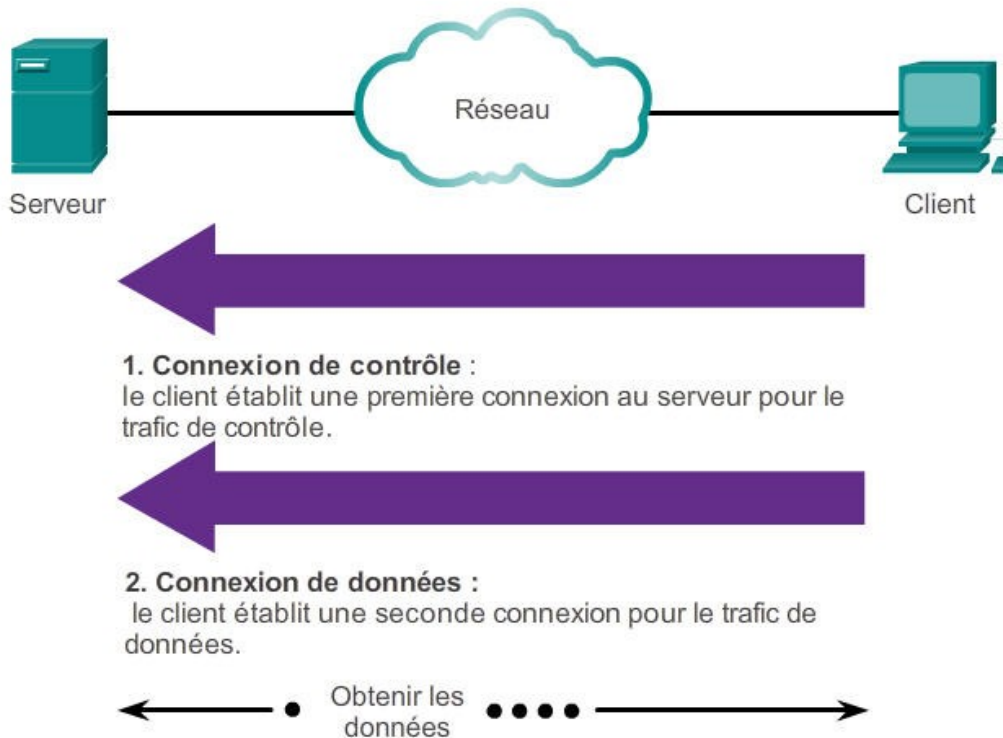 Réseau
Serveur
Client
1. Connexion de contrôle :
le client établit une première connexion au serveur pour le
trafic de contrôle.
2. Connexion de données :
le client établit une seconde connexion pour le trafic de
données.
Obtenir les
données